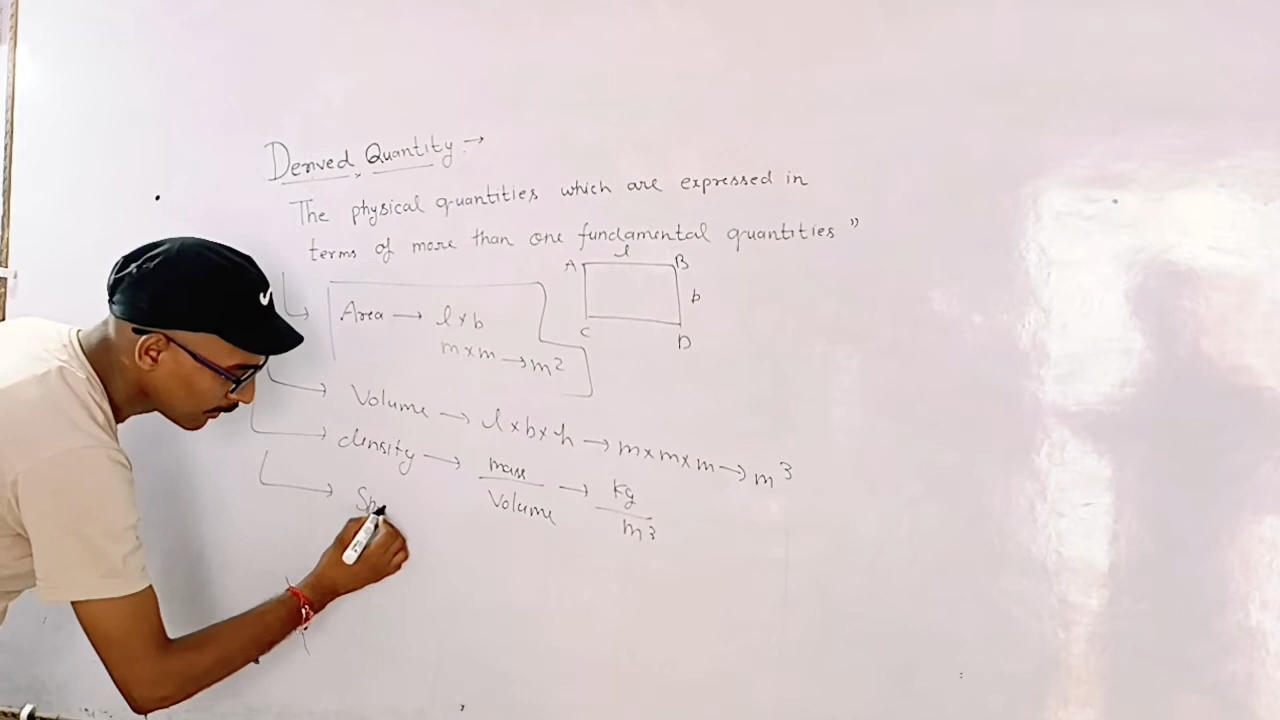 Derived Quantity :→
The physical quantities which are expressed in
terms of more than one fundamental quantities"
A l B
b
C D
Area → l×b
m×m → m²
Volume → l×b×h → m×m×m → m³
density → mass / Volume → kg / m³
Sp